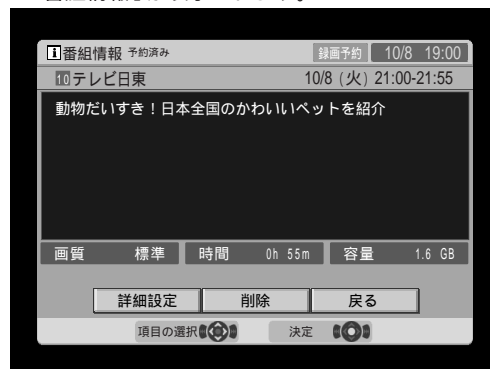 i番組情報 予約済み 録画予約 10/8 19:00
10 テレビ日東 10/8 (火) 21:00-21:55
動物だいすき！日本全国のかわいいペットを紹介
画質 標準 時間 0h 55m 容量 1.6 GB
詳細設定 削除 戻る
項目の選択 決定